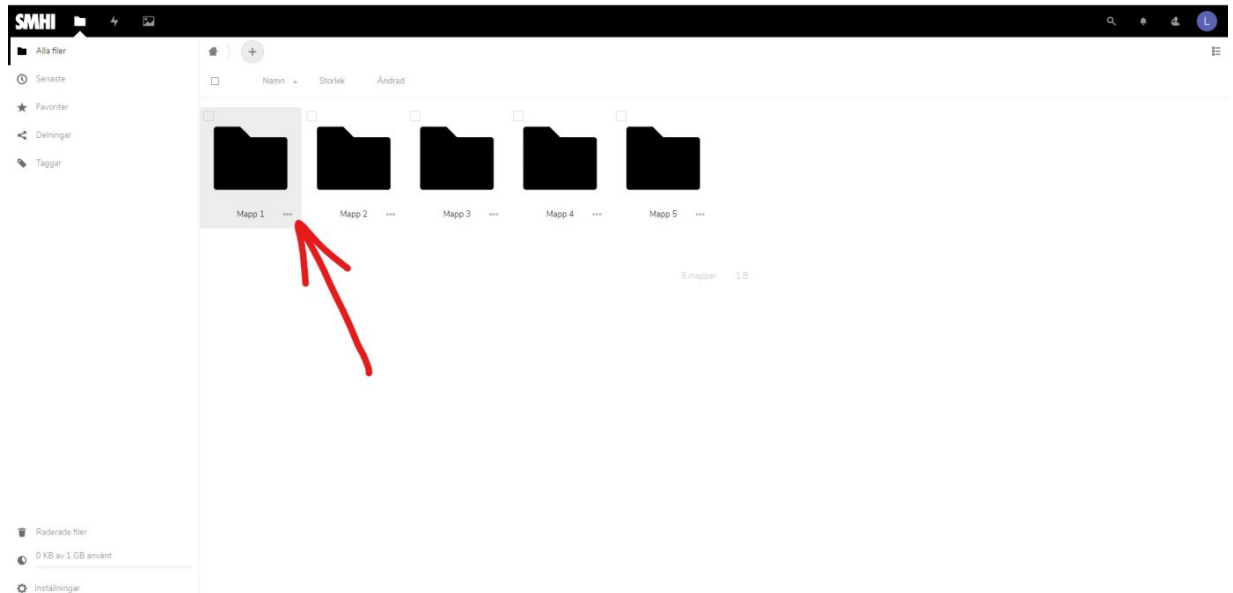 SMHI
L
Alla filer
Senaste
Favoriter
Delningar
Taggar
Namn Storlek Ändrad
Mapp 1 Mapp 2 Mapp 3 Mapp 4 Mapp 5
5 mappar 1 B
Raderade filer
0 KB av 1 GB använt
Inställningar